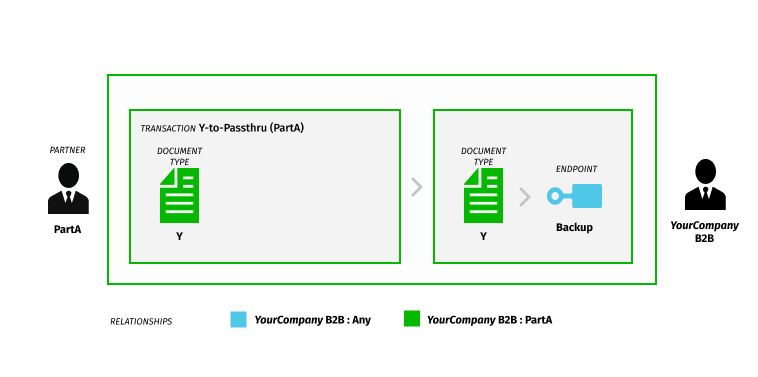 TRANSACTION Y-to-Passthru (PartA)
PARTNER
PartA
DOCUMENT
TYPE
Y
DOCUMENT
TYPE
Y
ENDPOINT
Backup
YourCompany
B2B
RELATIONSHIPS
YourCompany B2B : Any
YourCompany B2B : PartA